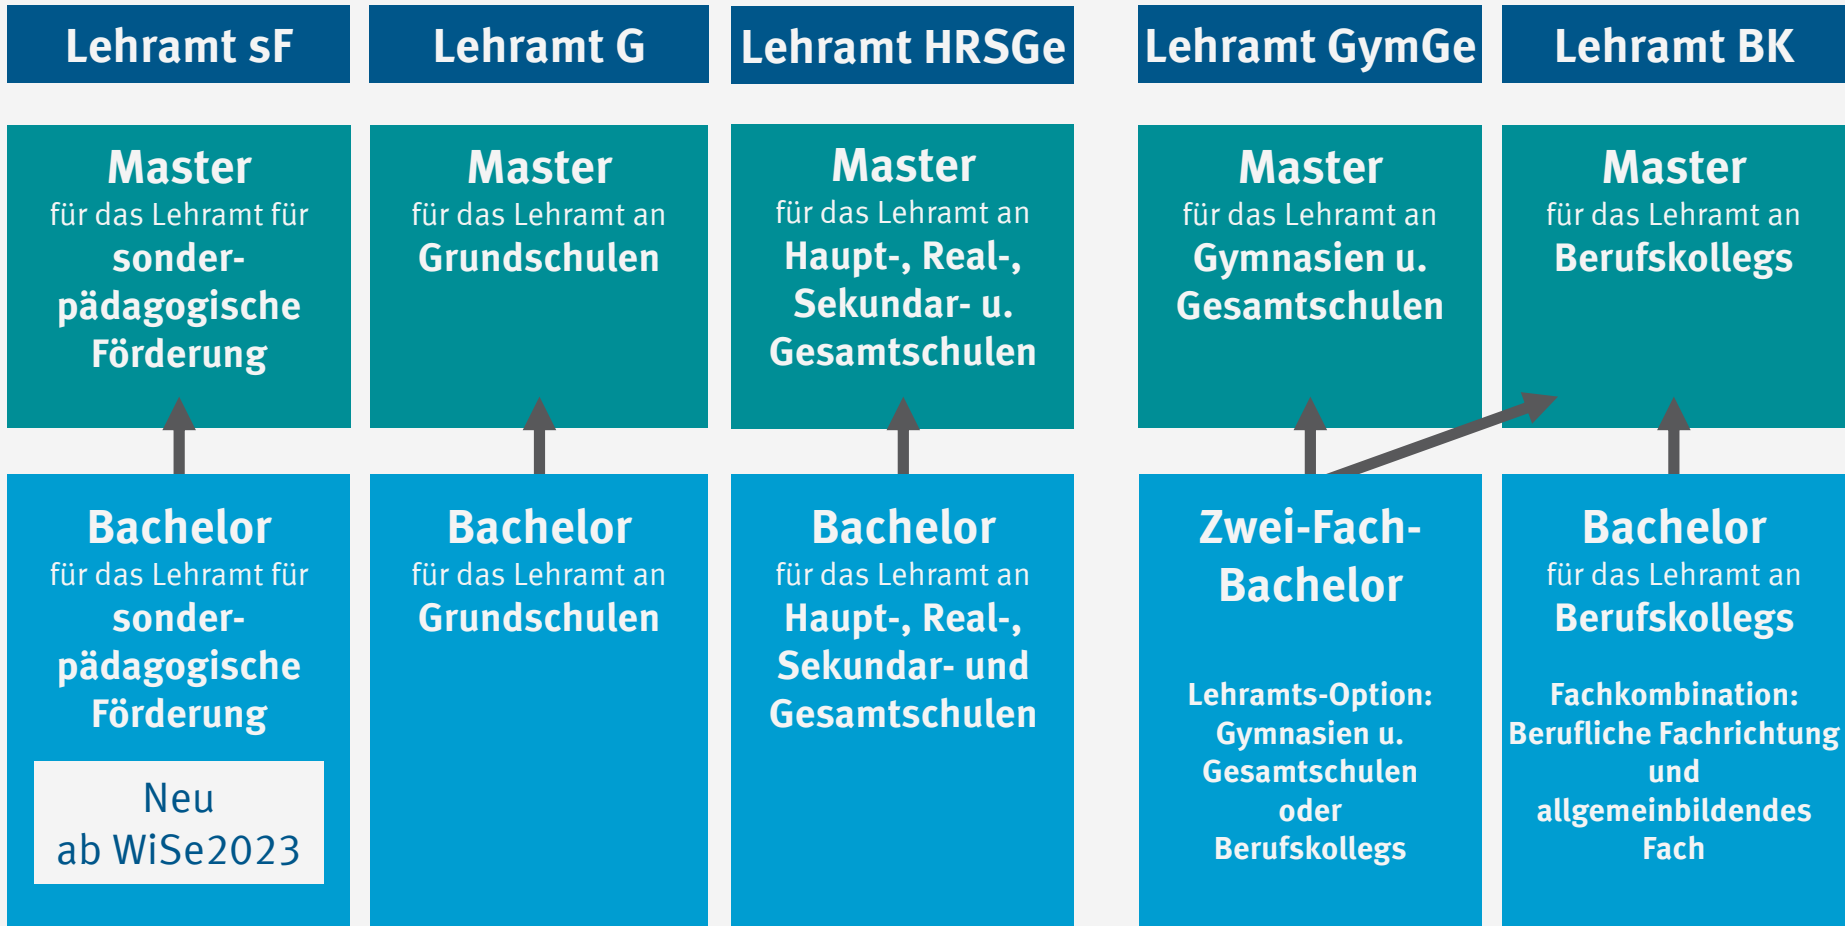 Lehramt sF
Lehramt G
Lehramt HRSGe
Lehramt GymGe
Lehramt BK
Master
für das Lehramt für
sonder-
pädagogische
Förderung
Master
für das Lehramt an
Grundschulen
Master
für das Lehramt an
Haupt-, Real-,
Sekundar- u.
Gesamtschulen
Master
für das Lehramt an
Gymnasien u.
Gesamtschulen
Master
für das Lehramt an
Berufskollegs
Bachelor
für das Lehramt für
sonder-
pädagogische
Förderung
Neu
ab WiSe2023
Bachelor
für das Lehramt an
Grundschulen
Bachelor
für das Lehramt an
Haupt-, Real-,
Sekundar- und
Gesamtschulen
Zwei-Fach-
Bachelor
Lehramts-Option:
Gymnasien u.
Gesamtschulen
oder
Berufskollegs
Bachelor
für das Lehramt an
Berufskollegs
Fachkombination:
Berufliche Fachrichtung
und
allgemeinbildendes
Fach